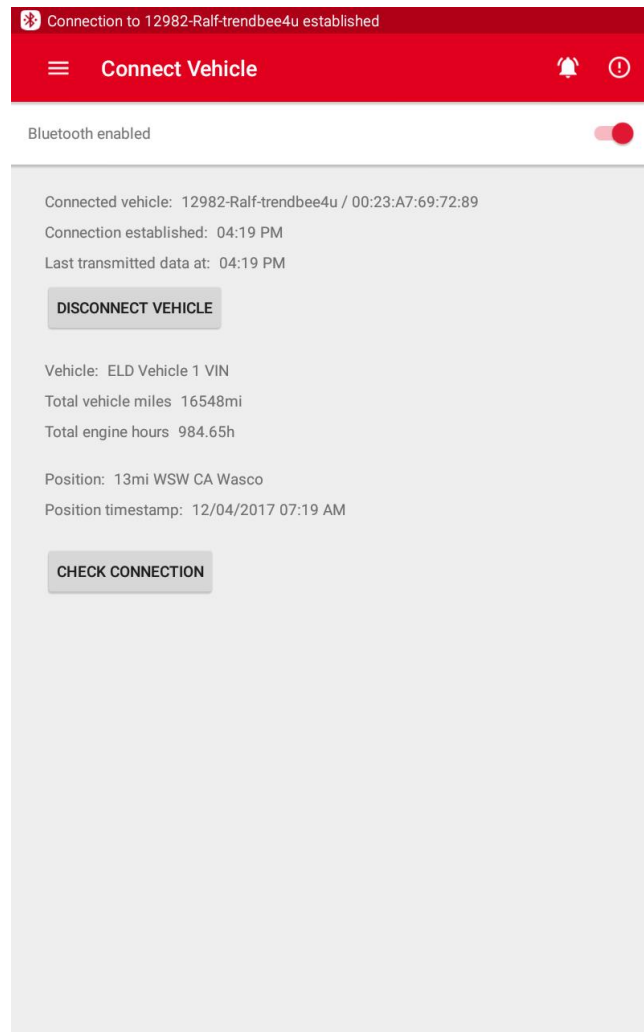 Connection to 12982-Ralf-trendbee4u established
Connect Vehicle
Bluetooth enabled
Connected vehicle: 12982-Ralf-trendbee4u / 00:23:A7:69:72:89
Connection established: 04:19 PM
Last transmitted data at: 04:19 PM
DISCONNECT VEHICLE
Vehicle: ELD Vehicle 1 VIN
Total vehicle miles 16548mi
Total engine hours 984.65h
Position: 13mi WSW CA Wasco
Position timestamp: 12/04/2017 07:19 AM
CHECK CONNECTION